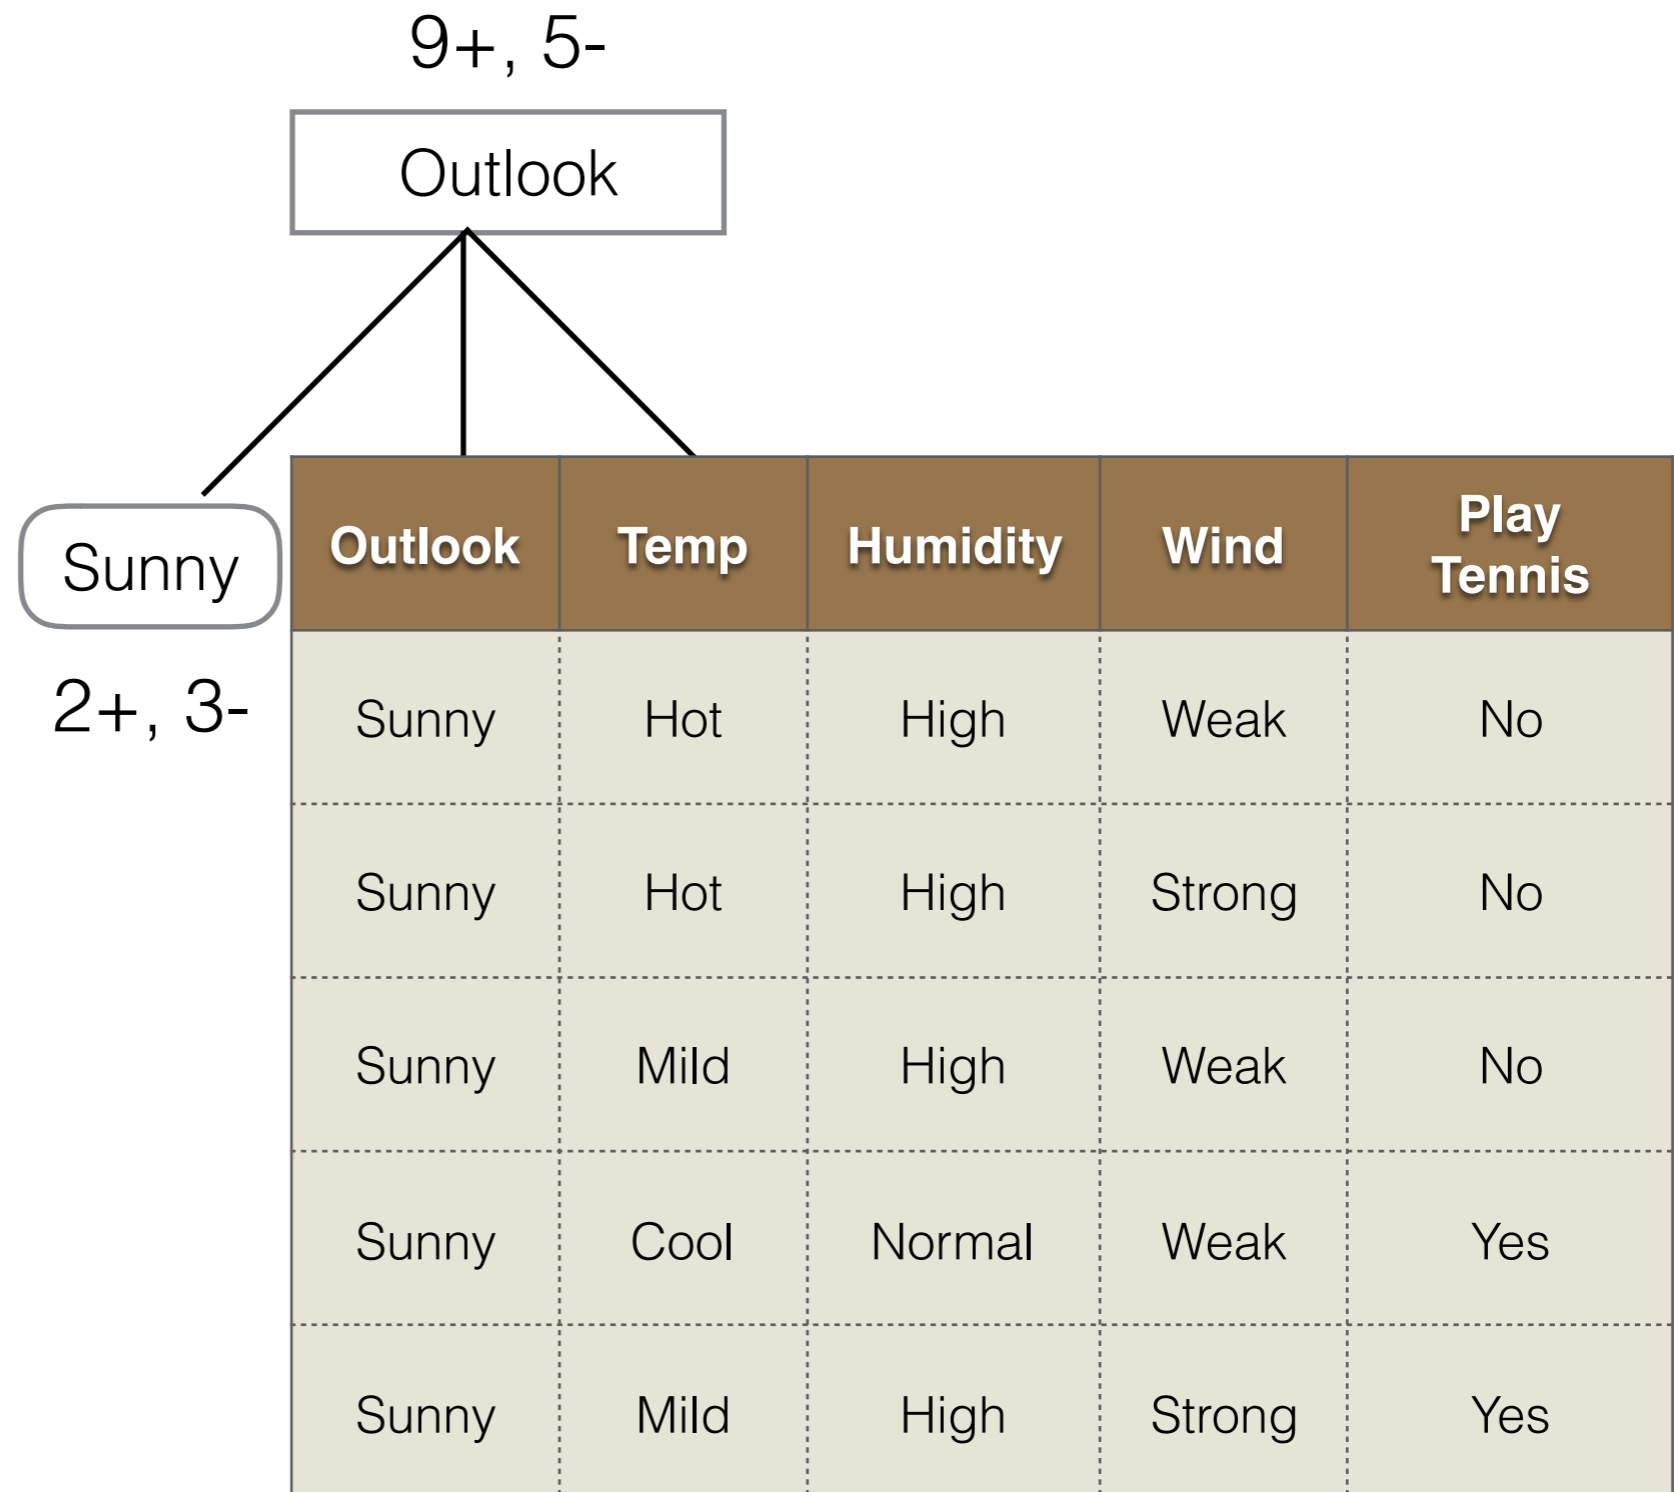 9+, 5-
Outlook
Sunny
2+, 3-
Outlook Temp Humidity Wind Play Tennis
Sunny Hot High Weak No
Sunny Hot High Strong No
Sunny Mild High Weak No
Sunny Cool Normal Weak Yes
Sunny Mild High Strong Yes